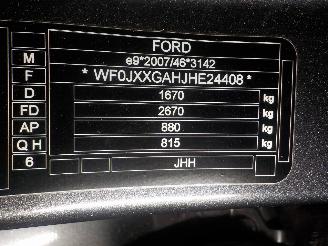 FORD
M e9*2007/46*3142
F * WF0JXXGAHJHE24408 *
D 1670 kg
FD 2670 kg
AP 880 kg
Q H 815 kg
6 JHH